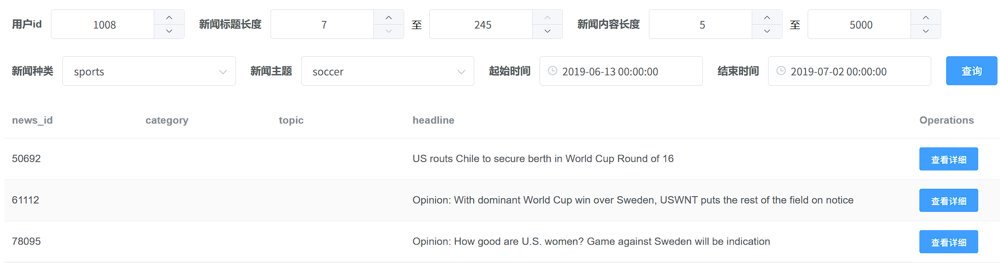 用户id 1008 新闻标题长度 7 至 245 新闻内容长度 5 至 5000
新闻种类 sports 新闻主题 soccer 起始时间 2019-06-13 00:00:00 结束时间 2019-07-02 00:00:00 查询
news_id category topic headline Operations
50692 US routs Chile to secure berth in World Cup Round of 16 查看详细
61112 Opinion: With dominant World Cup win over Sweden, USWNT puts the rest of the field on notice 查看详细
78095 Opinion: How good are U.S. women? Game against Sweden will be indication 查看详细